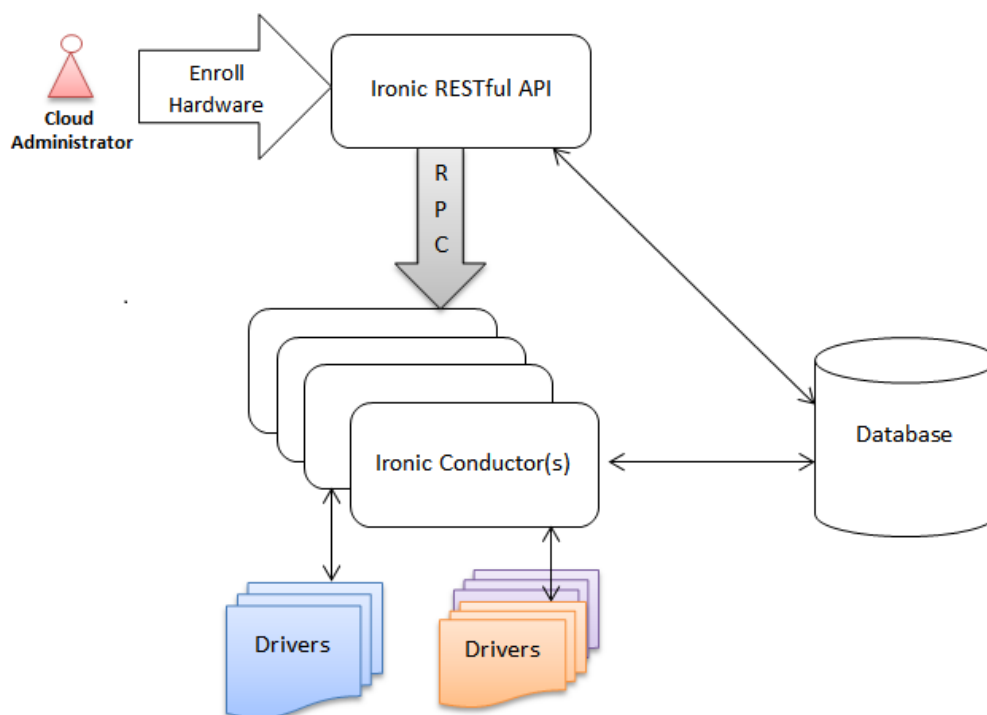 Enroll
Hardware
Ironic RESTful API
Cloud
Administrator
R
P
C
Database
Ironic Conductor(s)
Drivers
Drivers